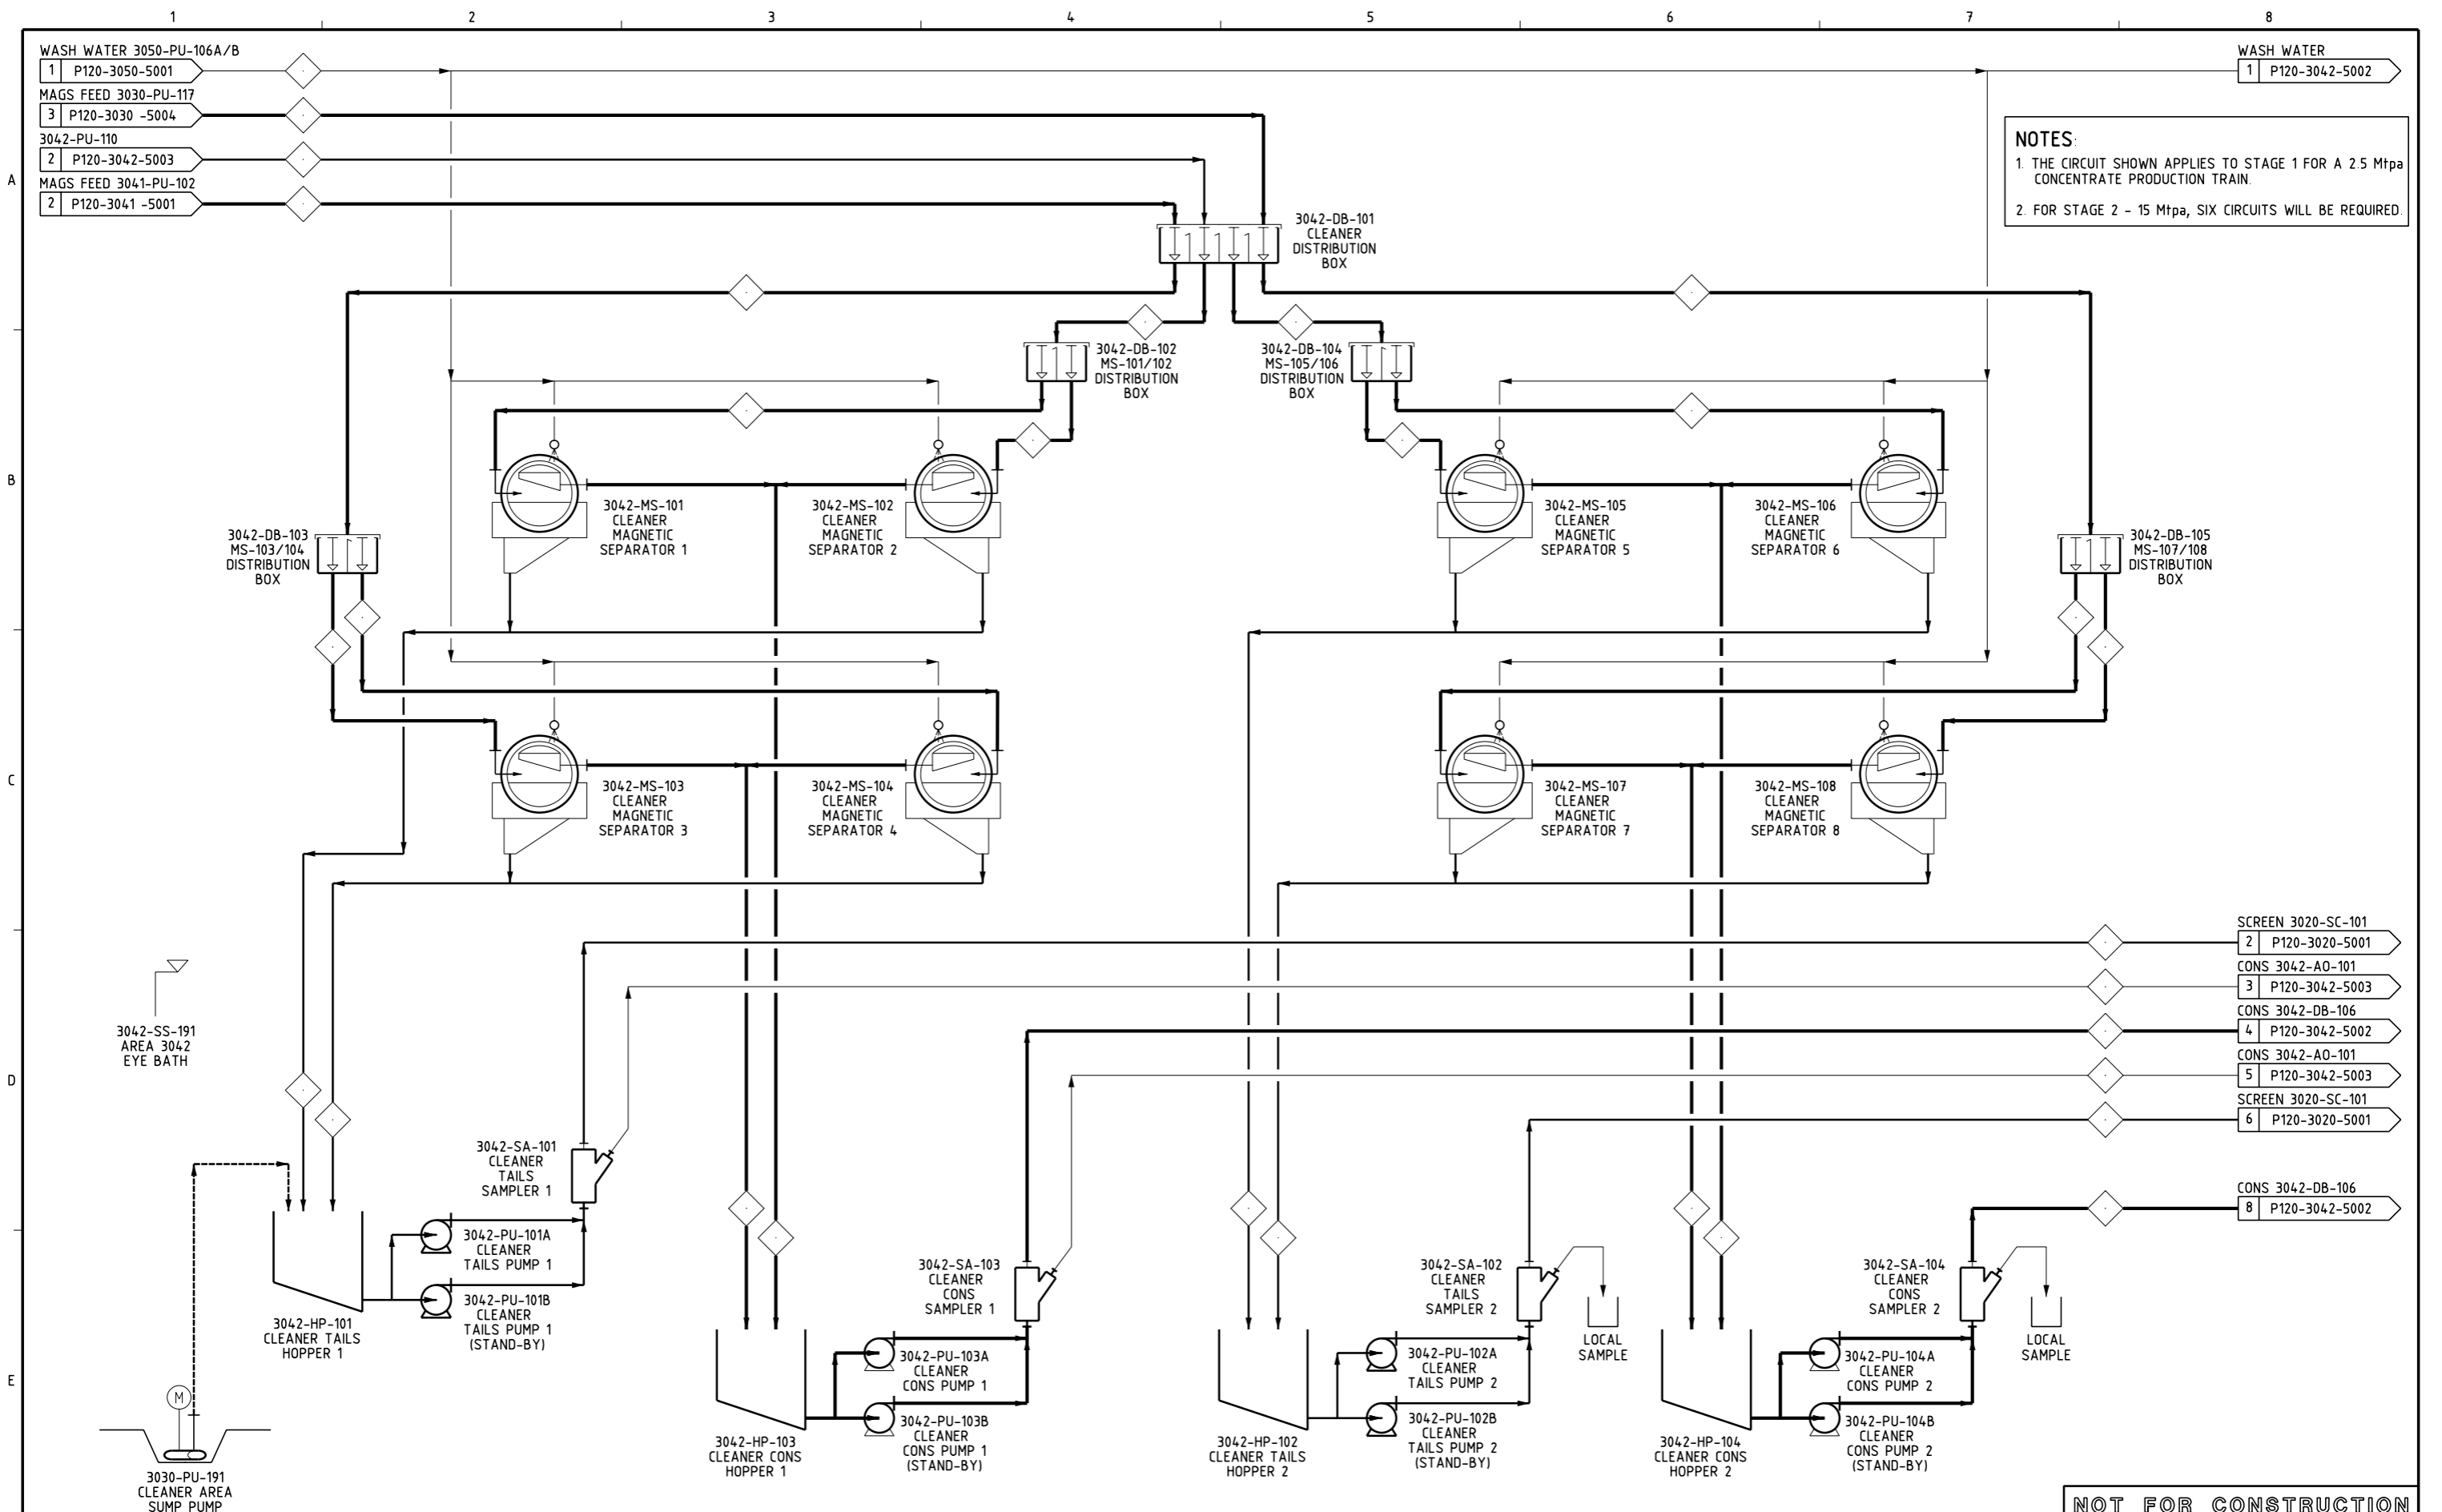 1 2 3 4 5 6 7 8
A
B
C
D
E
WASH WATER 3050-PU-106A/B
1 P120-3050-5001
MAGS FEED 3030-PU-117
3 P120-3030 -5004
3042-PU-110
2 P120-3042-5003
MAGS FEED 3041-PU-102
2 P120-3041 -5001
WASH WATER
1 P120-3042-5002
NOTES:
1. THE CIRCUIT SHOWN APPLIES TO STAGE 1 FOR A 2.5 Mtpa
CONCENTRATE PRODUCTION TRAIN.
2. FOR STAGE 2 - 15 Mtpa, SIX CIRCUITS WILL BE REQUIRED.
3042-DB-101
CLEANER
DISTRIBUTION
BOX
3042-DB-102
MS-101/102
DISTRIBUTION
BOX
3042-DB-104
MS-105/106
DISTRIBUTION
BOX
3042-MS-101
CLEANER
MAGNETIC
SEPARATOR 1
3042-MS-102
CLEANER
MAGNETIC
SEPARATOR 2
3042-MS-105
CLEANER
MAGNETIC
SEPARATOR 5
3042-MS-106
CLEANER
MAGNETIC
SEPARATOR 6
3042-DB-103
MS-103/104
DISTRIBUTION
BOX
3042-DB-105
MS-107/108
DISTRIBUTION
BOX
3042-MS-103
CLEANER
MAGNETIC
SEPARATOR 3
3042-MS-104
CLEANER
MAGNETIC
SEPARATOR 4
3042-MS-107
CLEANER
MAGNETIC
SEPARATOR 7
3042-MS-108
CLEANER
MAGNETIC
SEPARATOR 8
SCREEN 3020-SC-101
2 P120-3020-5001
CONS 3042-AO-101
3 P120-3042-5003
CONS 3042-DB-106
4 P120-3042-5002
CONS 3042-AO-101
5 P120-3042-5003
SCREEN 3020-SC-101
6 P120-3020-5001
CONS 3042-DB-106
8 P120-3042-5002
3042-SS-191
AREA 3042
EYE BATH
3042-SA-101
CLEANER
TAILS
SAMPLER 1
3042-PU-101A
CLEANER
TAILS PUMP 1
3042-PU-101B
CLEANER
TAILS PUMP 1
(STAND-BY)
3042-HP-101
CLEANER TAILS
HOPPER 1
3042-SA-103
CLEANER
CONS
SAMPLER 1
3042-SA-102
CLEANER
TAILS
SAMPLER 2
3042-SA-104
CLEANER
CONS
SAMPLER 2
LOCAL
SAMPLE
LOCAL
SAMPLE
3042-PU-103A
CLEANER
CONS PUMP 1
3042-PU-103B
CLEANER
CONS PUMP 1
(STAND-BY)
3042-PU-102A
CLEANER
TAILS PUMP 2
3042-PU-102B
CLEANER
TAILS PUMP 2
(STAND-BY)
3042-PU-104A
CLEANER
CONS PUMP 2
3042-PU-104B
CLEANER
CONS PUMP 2
(STAND-BY)
3042-HP-103
CLEANER CONS
HOPPER 1
3042-HP-102
CLEANER TAILS
HOPPER 2
3042-HP-104
CLEANER CONS
HOPPER 2
M
3030-PU-191
CLEANER AREA
SUMP PUMP
NOT FOR CONSTRUCTION